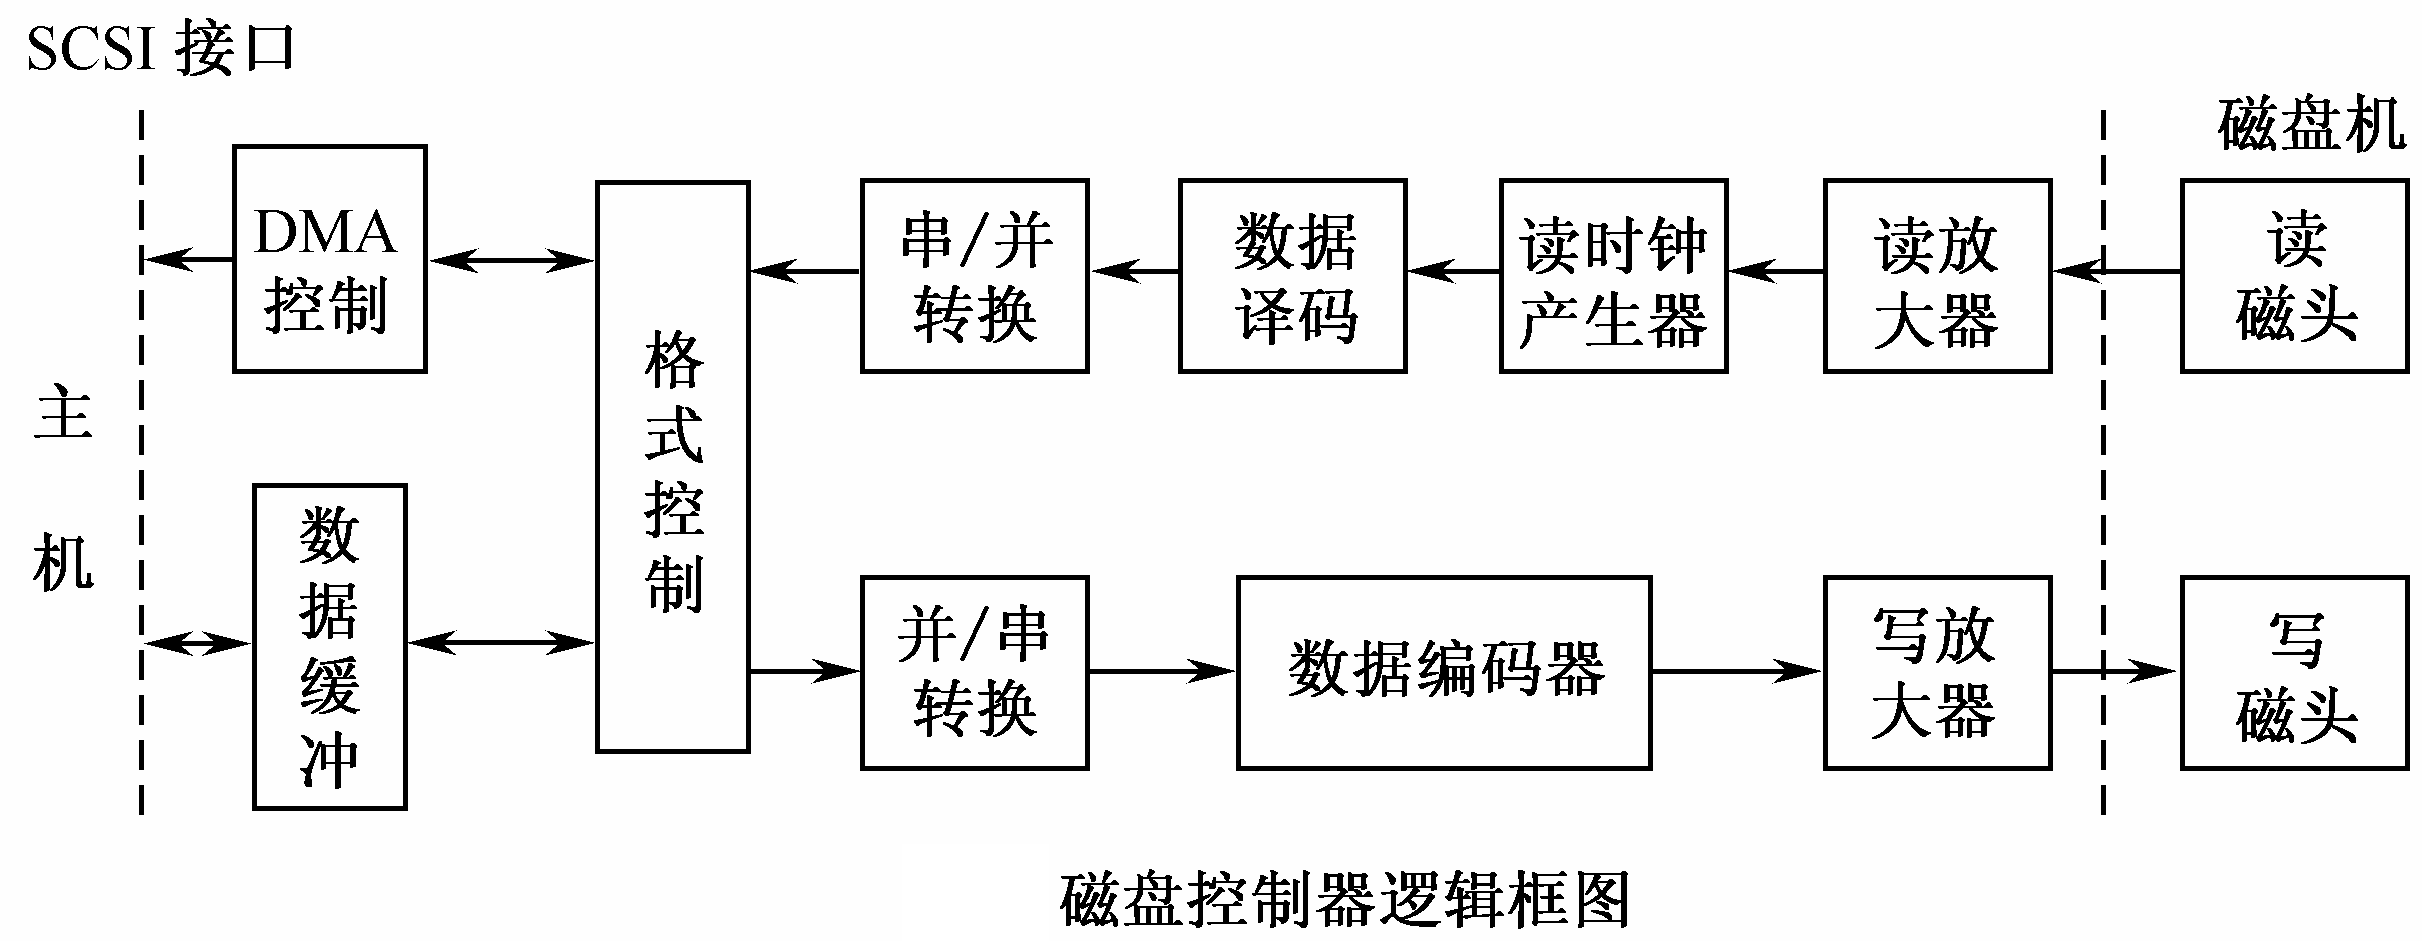 SCSI 接口
磁盘机
DMA
控制
串/并
转换
数据
译码
读时钟
产生器
读放
大器
读
磁头
主
机
格
式
控
制
数
据
缓
冲
并/串
转换
数据编码器
写放
大器
写
磁头
磁盘控制器逻辑框图